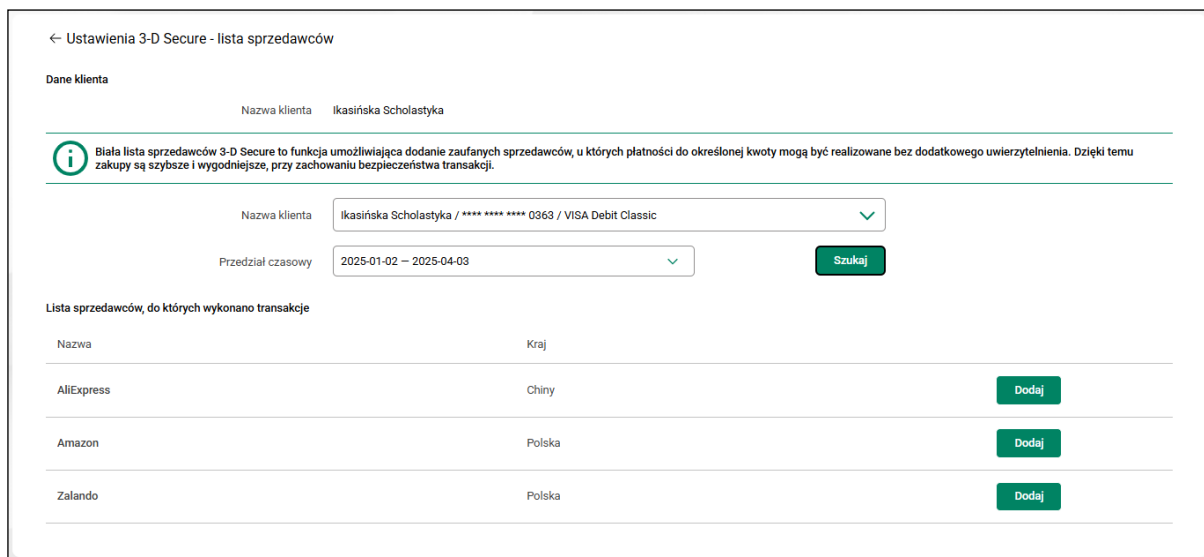 ← Ustawienia 3-D Secure - lista sprzedawców
Dane klienta
Nazwa klienta Ikasińska Scholastyka
Biała lista sprzedawców 3-D Secure to funkcja umożliwiająca dodanie zaufanych sprzedawców, u których płatności do określonej kwoty mogą być realizowane bez dodatkowego uwierzytelnienia. Dzięki temu
zakupy są szybsze i wygodniejsze, przy zachowaniu bezpieczeństwa transakcji.
Nazwa klienta Ikasińska Scholastyka / **** **** **** 0363 / VISA Debit Classic
Przedział czasowy 2025-01-02 — 2025-04-03 Szukaj
Lista sprzedawców, do których wykonano transakcje
Nazwa Kraj
AliExpress Chiny Dodaj
Amazon Polska Dodaj
Zalando Polska Dodaj